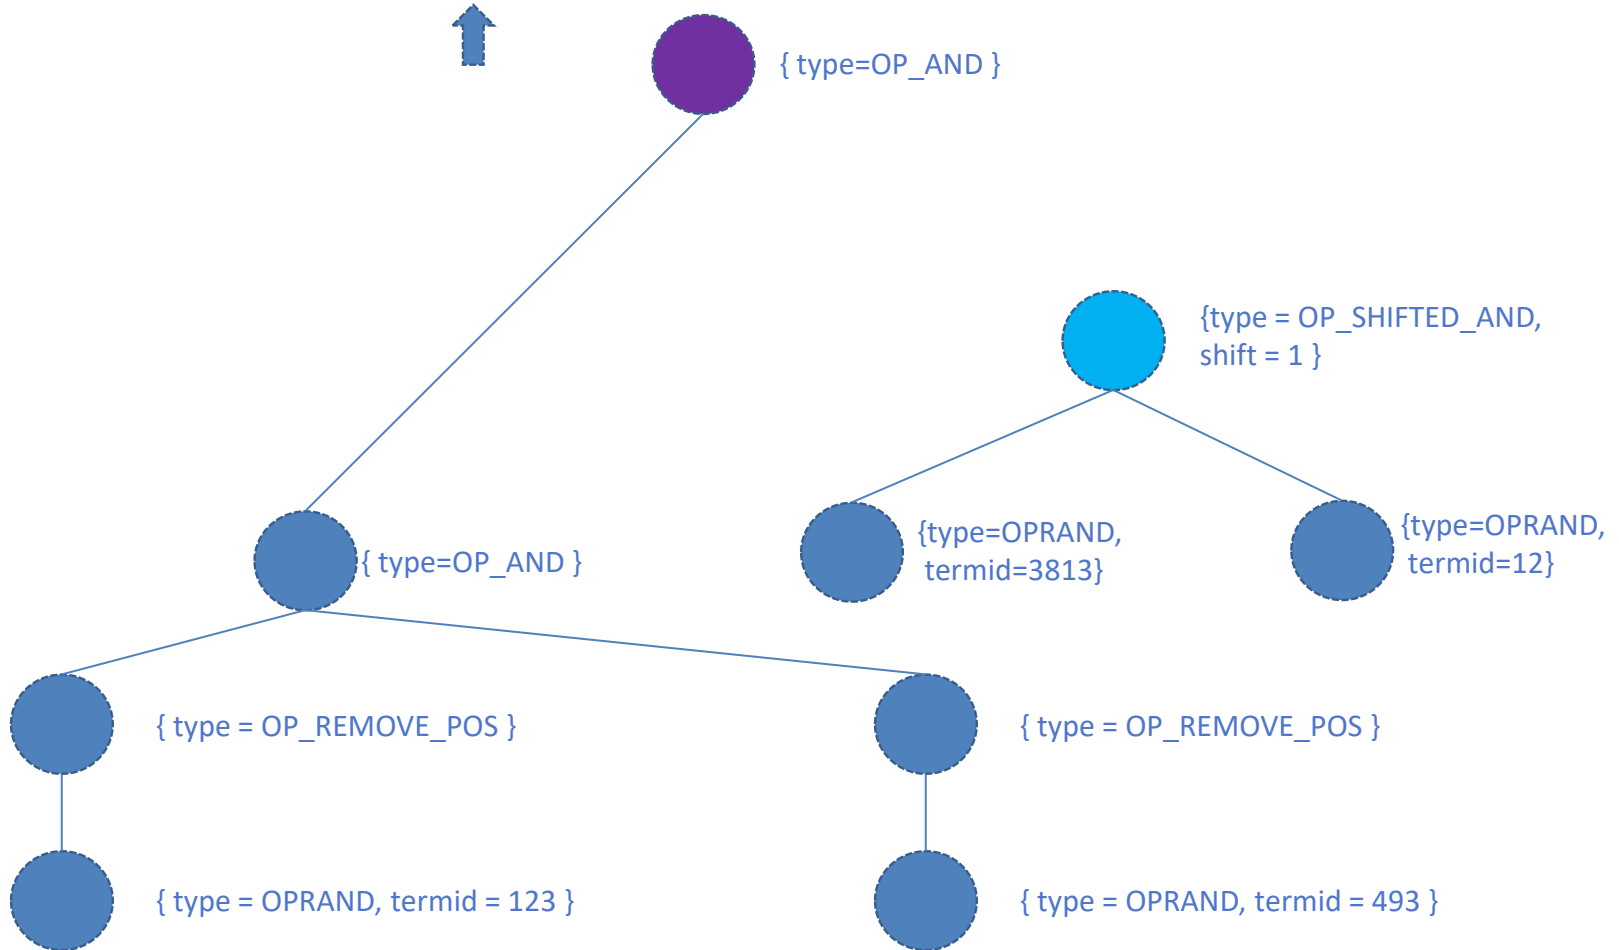 { type=OP_AND }
{type = OP_SHIFTED_AND,
shift = 1 }
{type=OPRAND,
termid=3813}
{type=OPRAND,
termid=12}
{ type=OP_AND }
{ type = OP_REMOVE_POS }
{ type = OP_REMOVE_POS }
{ type = OPRAND, termid = 123 }
{ type = OPRAND, termid = 493 }